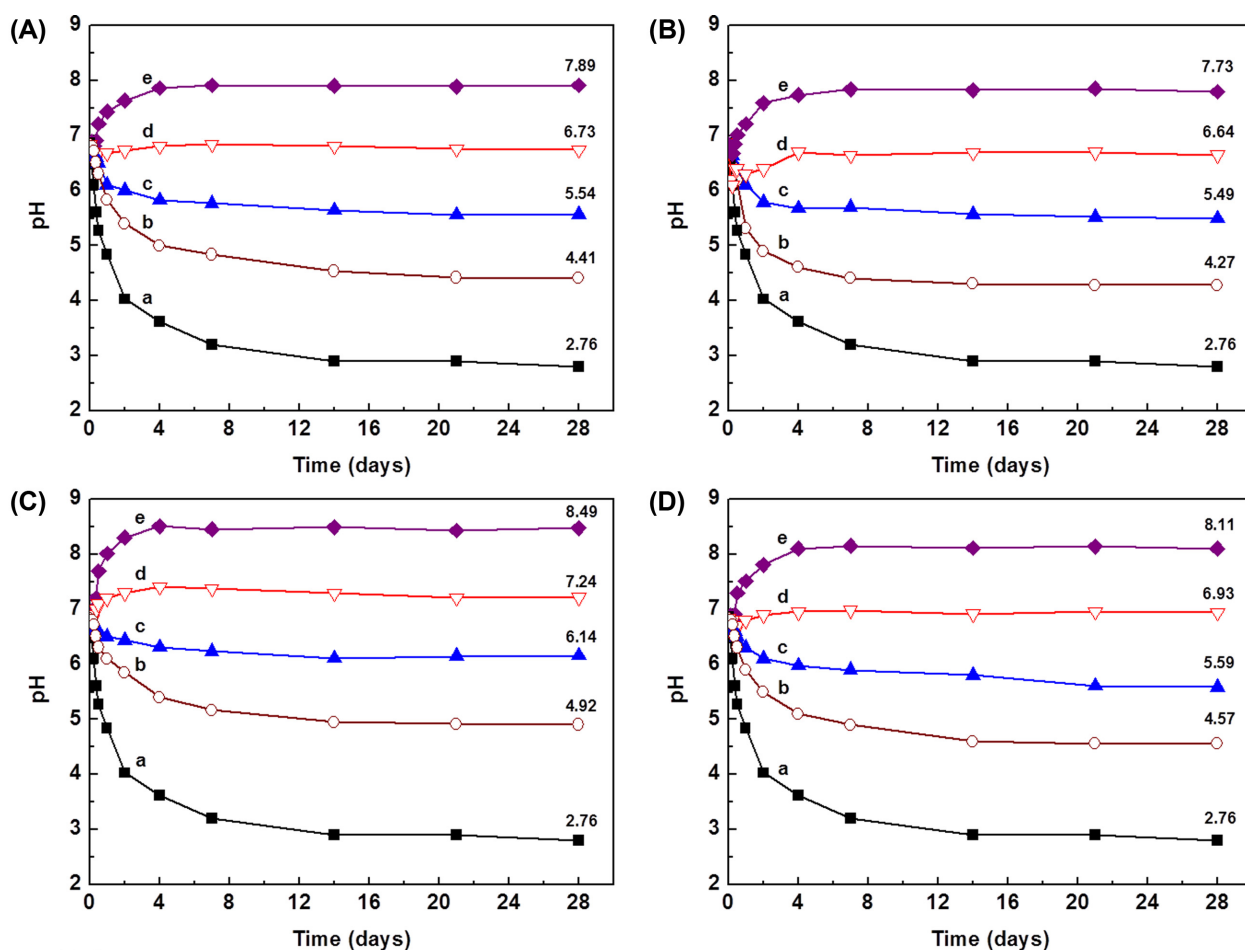 (A)
pH
9
8
7
6
5
4
3
2
e
d
c
b
a
7.89
6.73
5.54
4.41
2.76
0 4 8 12 16 20 24 28
Time (days)
(B)
pH
9
8
7
6
5
4
3
2
e
d
c
b
a
7.73
6.64
5.49
4.27
2.76
0 4 8 12 16 20 24 28
Time (days)
(C)
pH
9
8
7
6
5
4
3
2
e
d
c
b
a
8.49
7.24
6.14
4.92
2.76
0 4 8 12 16 20 24 28
Time (days)
(D)
pH
9
8
7
6
5
4
3
2
e
d
c
b
a
8.11
6.93
5.59
4.57
2.76
0 4 8 12 16 20 24 28
Time (days)